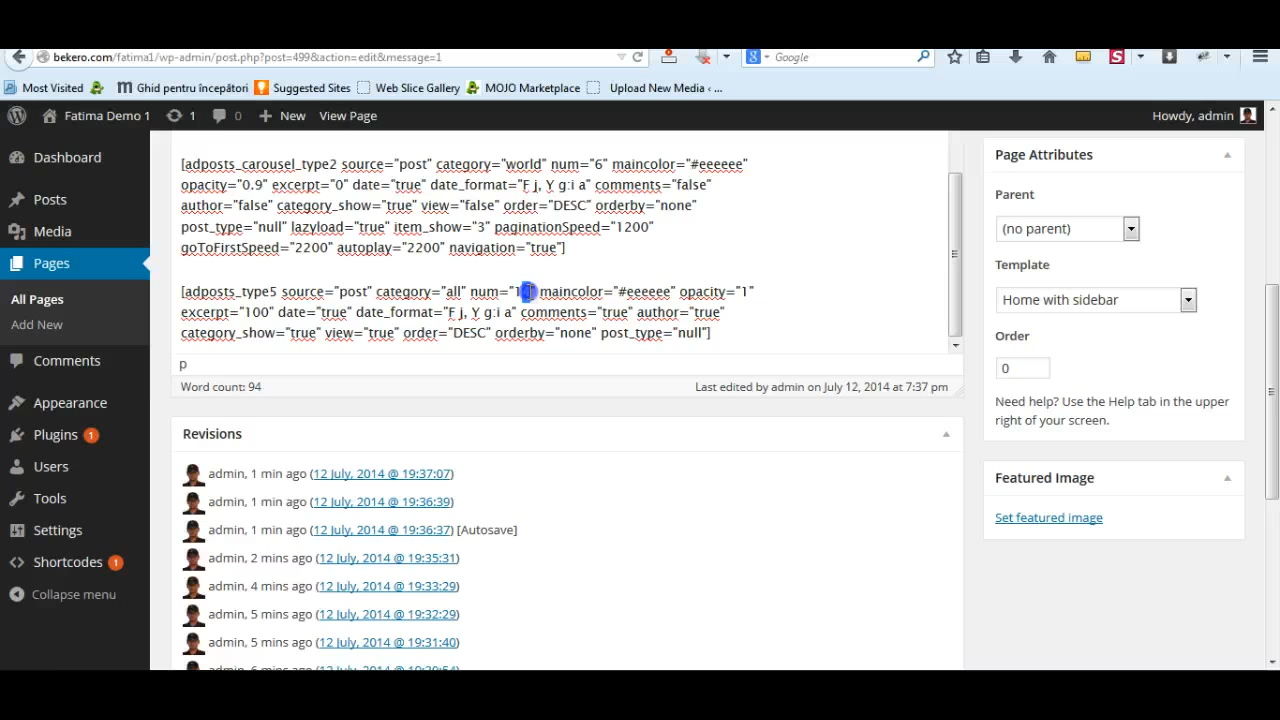 bekero.com/fatima1/wp-admin/post.php?post=499&action=edit&message=1
Google
Most Visited
Ghid pentru începători
Suggested Sites
Web Slice Gallery
MOJO Marketplace
Upload New Media ‹ ...
Fatima Demo 1
1
0
New
View Page
Howdy, admin
Dashboard
Posts
Media
Pages
All Pages
Add New
Comments
Appearance
Plugins 1
Users
Tools
Settings
Shortcodes 1
Collapse menu
[adposts_carousel_type2 source="post" category="world" num="6" maincolor="#eeeeee"
opacity="0.9" excerpt="0" date="true" date_format="F j, Y g:i a" comments="false"
author="false" category_show="true" view="false" order="DESC" orderby="none"
post_type="null" lazyload="true" item_show="3" paginationSpeed="1200"
goToFirstSpeed="2200" autoplay="2200" navigation="true"]
[adposts_type5 source="post" category="all" maincolor="#eeeeee" opacity="1"
excerpt="100" date="true" date_format="F j, Y g:i a" comments="true" author="true"
category_show="true" view="true" order="DESC" orderby="none" post_type="null"]
p
Word count: 94
Last edited by admin on July 12, 2014 at 7:37 pm
Revisions
admin, 1 min ago (12 July, 2014 @ 19:37:07)
admin, 1 min ago (12 July, 2014 @ 19:36:39)
admin, 1 min ago (12 July, 2014 @ 19:36:37) [Autosave]
admin, 2 mins ago (12 July, 2014 @ 19:35:31)
admin, 4 mins ago (12 July, 2014 @ 19:33:29)
admin, 5 mins ago (12 July, 2014 @ 19:32:29)
admin, 5 mins ago (12 July, 2014 @ 19:31:40)
Page Attributes
Parent
(no parent)
Template
Home with sidebar
Order
0
Need help? Use the Help tab in the upper
right of your screen.
Featured Image
Set featured image